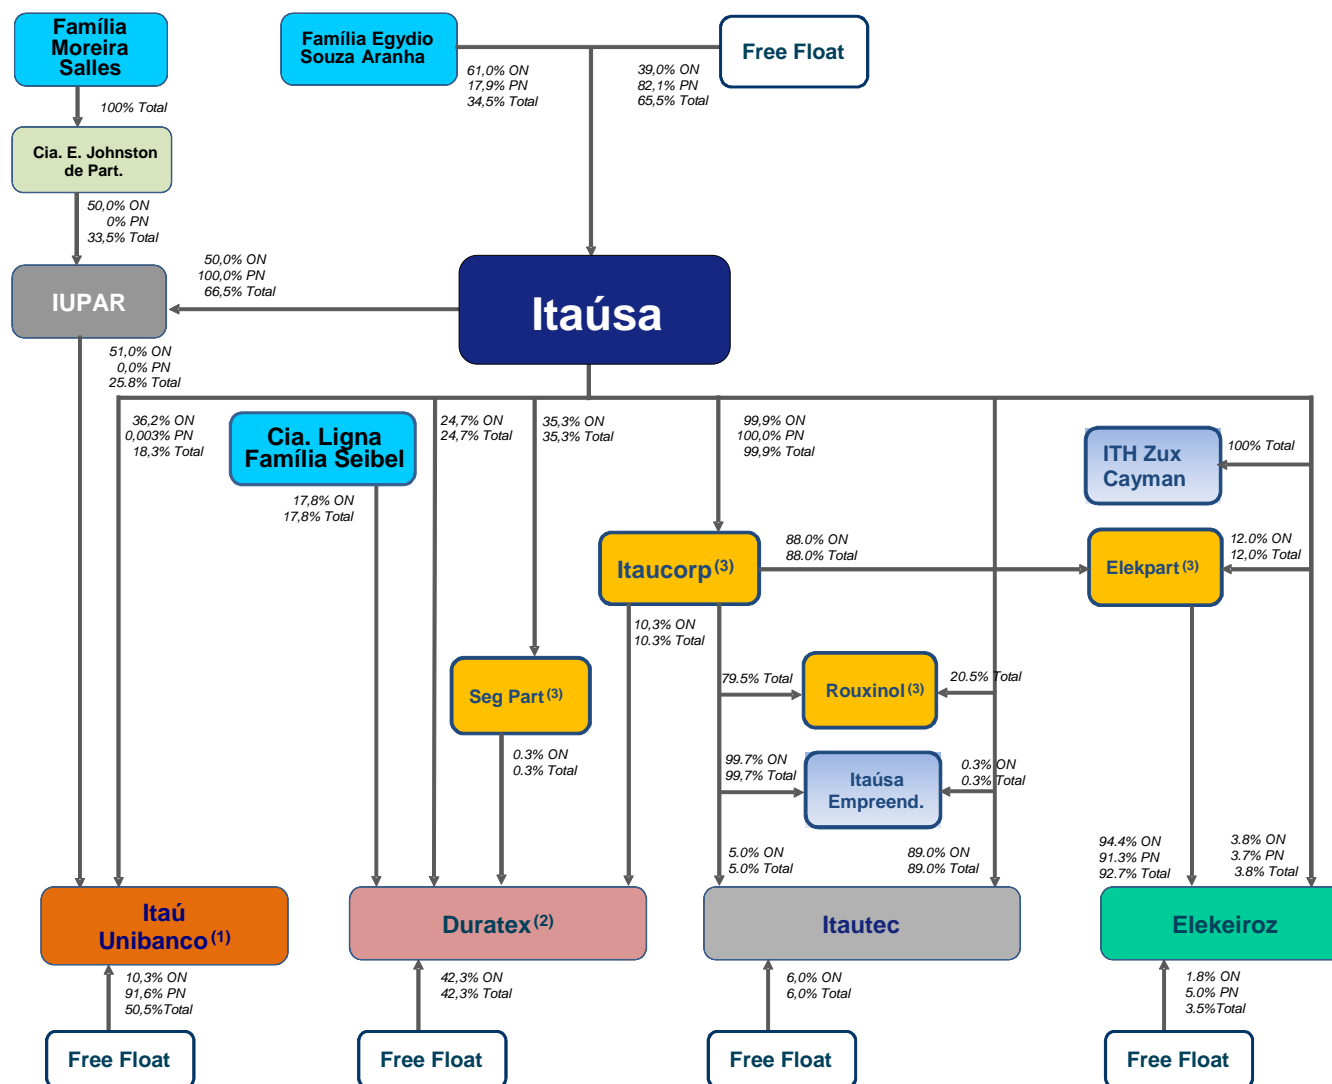 Família
Moreira
Salles
Família Egydio
Souza Aranha
Free Float
61,0% ON
17,9% PN
34,5% Total
39,0% ON
82,1% PN
65,5% Total
100% Total
Cia. E. Johnston
de Part.
50,0% ON
0% PN
33,5% Total
50,0% ON
100,0% PN
66,5% Total
IUPAR
Itaúsa
51,0% ON
0,0% PN
25.8% Total
36,2% ON
0,003% PN
18,3% Total
Cia. Ligna
Família Seibel
24,7% ON
24,7% Total
35,3% ON
35,3% Total
99,9% ON
100,0% PN
99,9% Total
ITH Zux
Cayman
100% Total
17,8% ON
17,8% Total
Itaucorp(3)
88.0% ON
88.0% Total
Elekpart(3)
12.0% ON
12,0% Total
10,3% ON
10.3% Total
Seg Part(3)
79.5% Total
Rouxinol(3)
20.5% Total
0.3% ON
0.3% Total
99.7% ON
99,7% Total
Itaúsa
Empreend.
0.3% ON
0.3% Total
5.0% ON
5.0% Total
89.0% ON
89.0% Total
94.4% ON
91.3% PN
92.7% Total
3.8% ON
3.7% PN
3.8% Total
Itaú
Unibanco(1)
Duratex(2)
Itautec
Elekeiroz
10,3% ON
91,6% PN
50,5%Total
42,3% ON
42,3% Total
6,0% ON
6,0% Total
1.8% ON
5.0% PN
3.5%Total
Free Float
Free Float
Free Float
Free Float